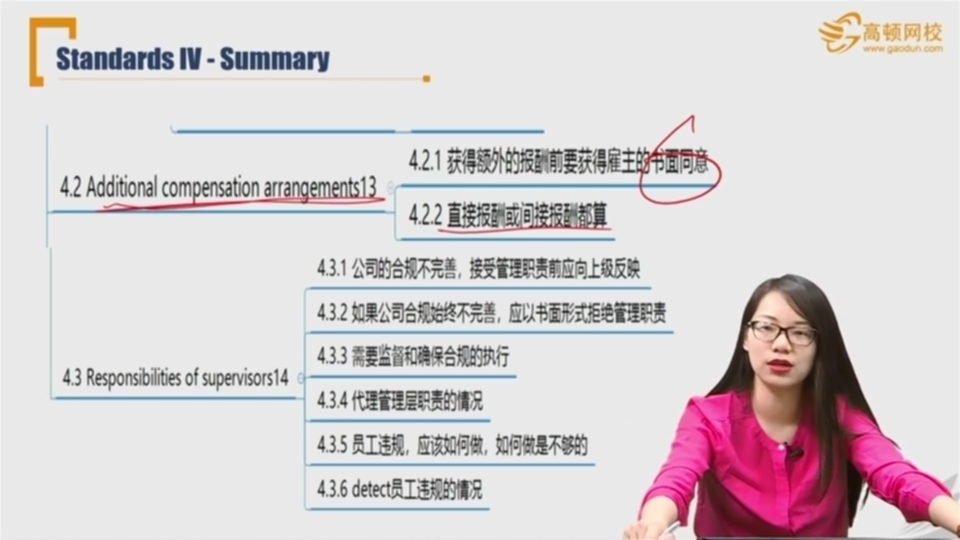 Standards IV - Summary
高顿网校
www.gaodun.com
4.2 Additional compensation arrangements13
4.2.1 获得额外的报酬前要获得雇主的书面同意
4.2.2 直接报酬或间接报酬都算
4.3 Responsibilities of supervisors14
4.3.1 公司的合规不完善，接受管理职责前应向上级反映
4.3.2 如果公司合规始终不完善，应以书面形式拒绝管理职责
4.3.3 需要监督和确保合规的执行
4.3.4 代理管理层职责的情况
4.3.5 员工违规，应该如何做，如何做是不够的
4.3.6 detect员工违规的情况